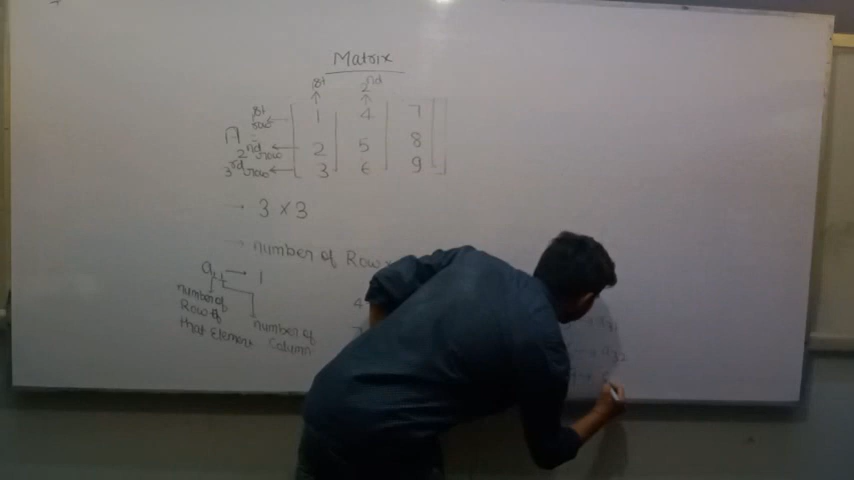 Matrix
1st 2nd
1st row 1 4 7
A =
2nd row 2 5 8
3rd row 3 6 9
→ 3 × 3
→ number of Row
a11 → 1
number of
Row of
that Element
number of
Column
4
7